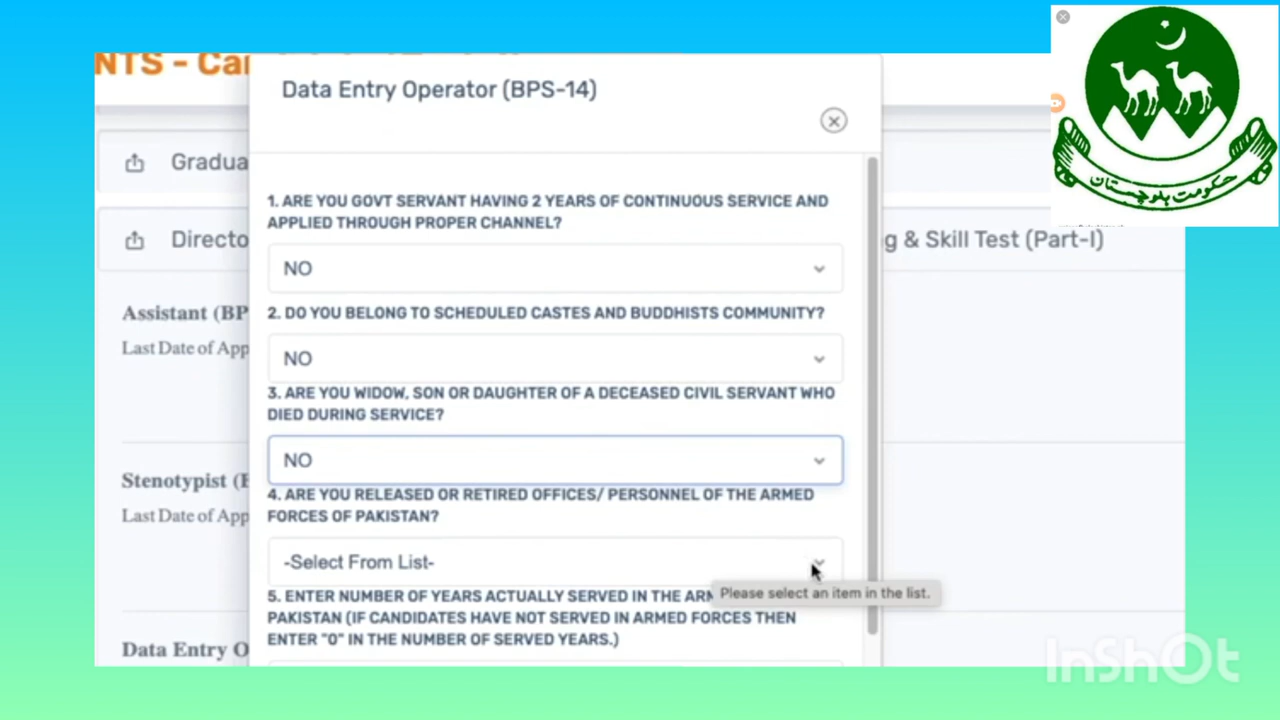 NTS - Ca
Data Entry Operator (BPS-14)
Gradua
Directo
g & Skill Test (Part-I)
1. ARE YOU GOVT SERVANT HAVING 2 YEARS OF CONTINUOUS SERVICE AND
APPLIED THROUGH PROPER CHANNEL?
NO
2. DO YOU BELONG TO SCHEDULED CASTES AND BUDDHISTS COMMUNITY?
NO
3. ARE YOU WIDOW, SON OR DAUGHTER OF A DECEASED CIVIL SERVANT WHO
DIED DURING SERVICE?
NO
4. ARE YOU RELEASED OR RETIRED OFFICES/ PERSONNEL OF THE ARMED
FORCES OF PAKISTAN?
-Select From List-
Please select an item in the list.
5. ENTER NUMBER OF YEARS ACTUALLY SERVED IN THE ARM
PAKISTAN (IF CANDIDATES HAVE NOT SERVED IN ARMED FORCES THEN
ENTER "0" IN THE NUMBER OF SERVED YEARS.)
Assistant (BP
Last Date of App
Stenotypist (B
Last Date of App
Data Entry O
حکومت بلوچستان
InShOt